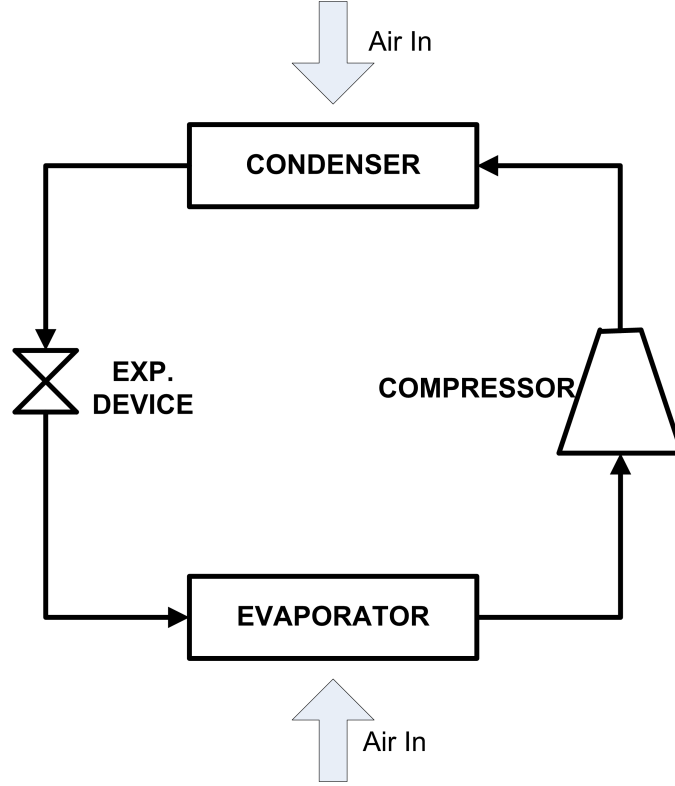 Air In
CONDENSER
EXP.
DEVICE
COMPRESSOR
EVAPORATOR
Air In